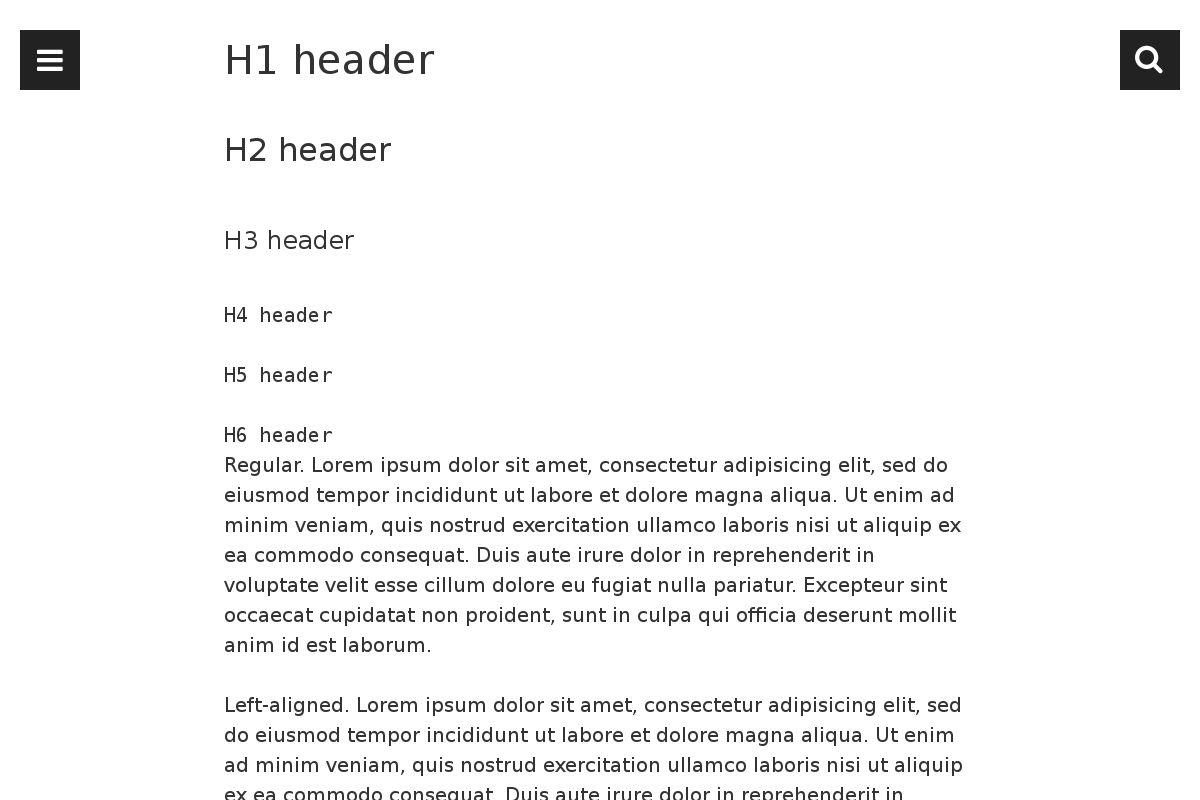 H1 header
H2 header
H3 header
H4 header
H5 header
H6 header
Regular. Lorem ipsum dolor sit amet, consectetur adipisicing elit, sed do
eiusmod tempor incididunt ut labore et dolore magna aliqua. Ut enim ad
minim veniam, quis nostrud exercitation ullamco laboris nisi ut aliquip ex
ea commodo consequat. Duis aute irure dolor in reprehenderit in
voluptate velit esse cillum dolore eu fugiat nulla pariatur. Excepteur sint
occaecat cupidatat non proident, sunt in culpa qui officia deserunt mollit
anim id est laborum.
Left-aligned. Lorem ipsum dolor sit amet, consectetur adipisicing elit, sed
do eiusmod tempor incididunt ut labore et dolore magna aliqua. Ut enim
ad minim veniam, quis nostrud exercitation ullamco laboris nisi ut aliquip
ex ea commodo consequat. Duis aute irure dolor in reprehenderit in